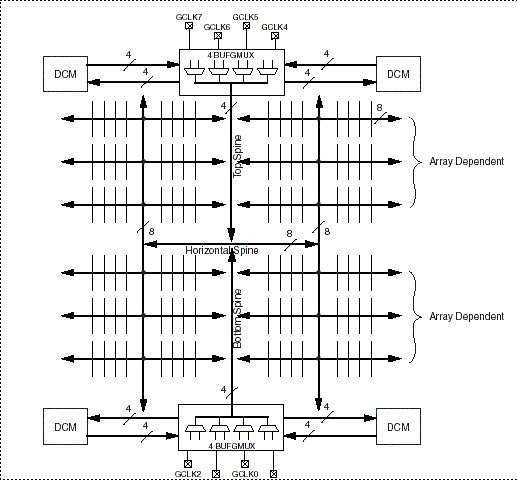 GCLK7 GCLK5
GCLK6 GCLK4
4 BUFGMUX
DCM 4 4 DCM
4 4
4 8
Top Spine
Array Dependent
8 8 8
Horizontal Spine
Bottom Spine
Array Dependent
4
DCM 4 4 DCM
4 4
4 BUFGMUX
GCLK2 GCLK0